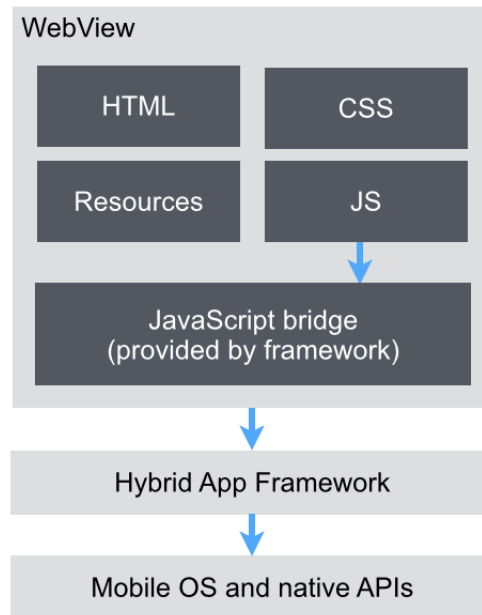 WebView
HTML
CSS
Resources
JS
JavaScript bridge
(provided by framework)
Hybrid App Framework
Mobile OS and native APIs